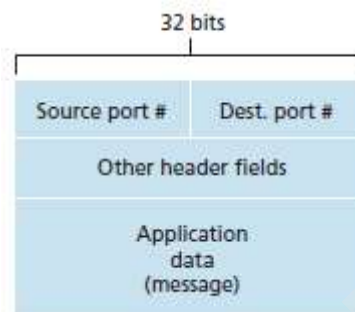 32 bits
Source port # Dest. port #
Other header fields
Application
data
(message)